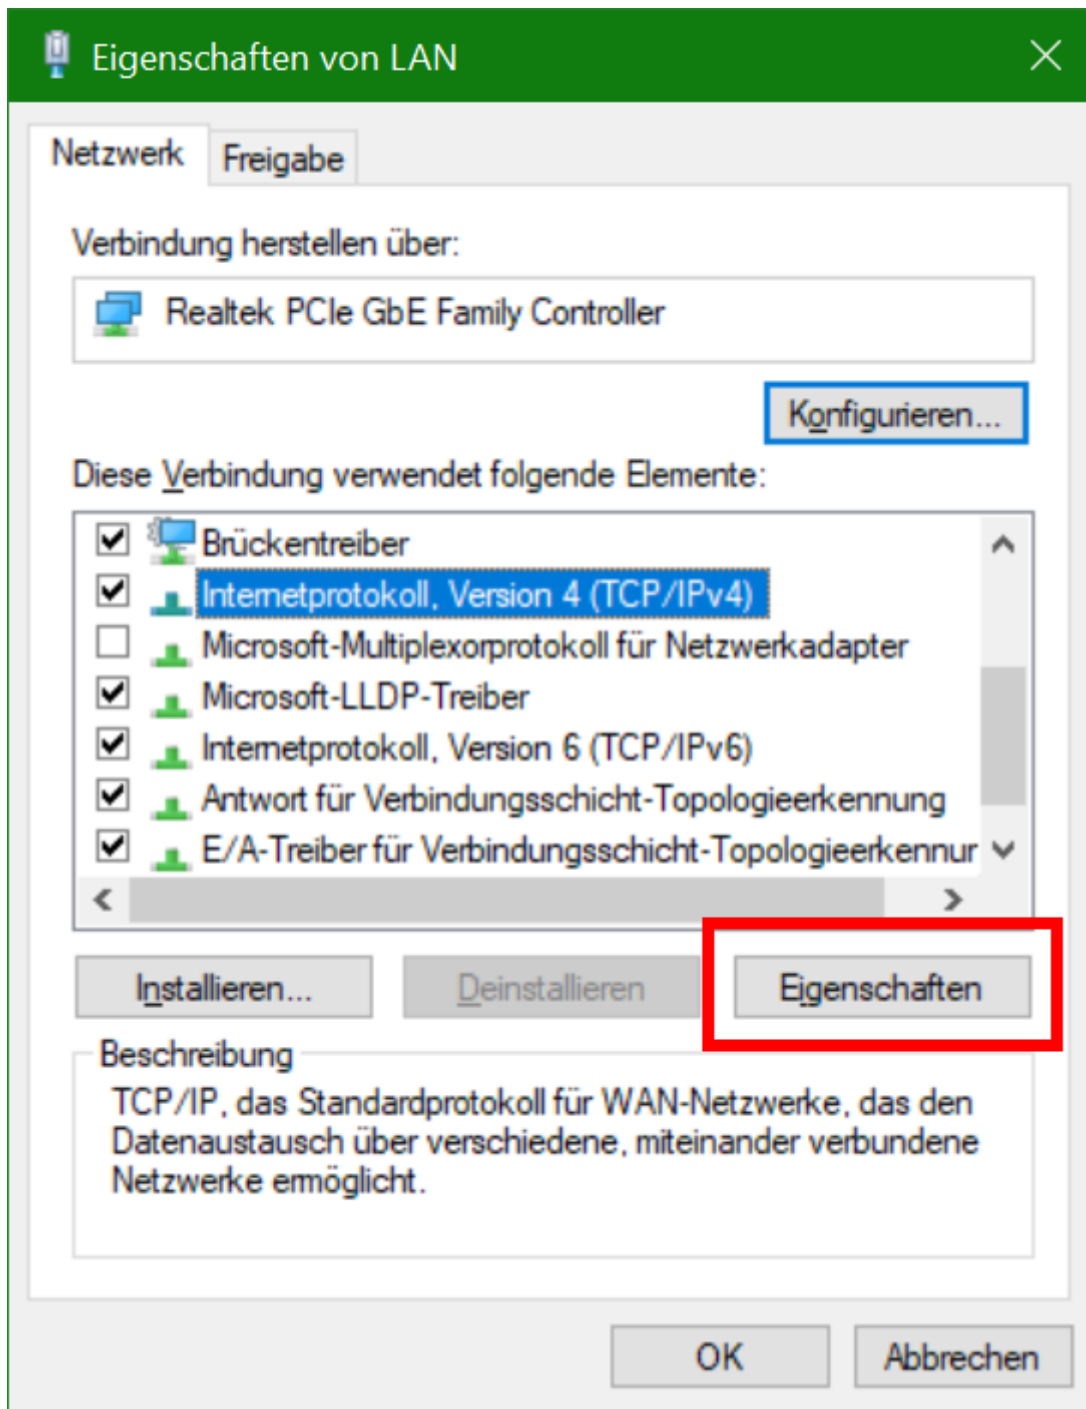 Eigenschaften von LAN
Netzwerk
Freigabe
Verbindung herstellen über:
Realtek PCIe GbE Family Controller
Konfigurieren...
Diese Verbindung verwendet folgende Elemente:
Brückentreiber
Internetprotokoll, Version 4 (TCP/IPv4)
Microsoft-Multiplexorprotokoll für Netzwerkadapter
Microsoft-LLDP-Treiber
Internetprotokoll, Version 6 (TCP/IPv6)
Antwort für Verbindungsschicht-Topologieerkennung
E/A-Treiber für Verbindungsschicht-Topologieerkennur
Installieren...
Deinstallieren
Eigenschaften
Beschreibung
TCP/IP, das Standardprotokoll für WAN-Netzwerke, das den
Datenaustausch über verschiedene, miteinander verbundene
Netzwerke ermöglicht.
OK
Abbrechen